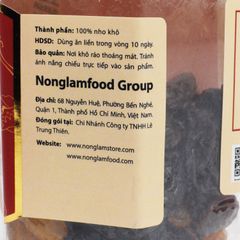 Thành phần: 100% nho khô
HDSD: Dùng ăn liền trong vòng 10 ngày.
Bảo quản: Nơi khô ráo thoáng mát. Tránh
ánh nắng chiếu trực tiếp vào sản phẩm.
Nonglamfood Group
Địa chỉ: 68 Nguyễn Huệ, Phường Bến Nghé,
Quận 1, Thành phố Hồ Chí Minh, Việt Nam.
Đóng gói tại: Chi Nhánh Công ty TNHH Lê
Trung Thiên.
Website: www.nonglamstore.com
www.nonglamfood.com